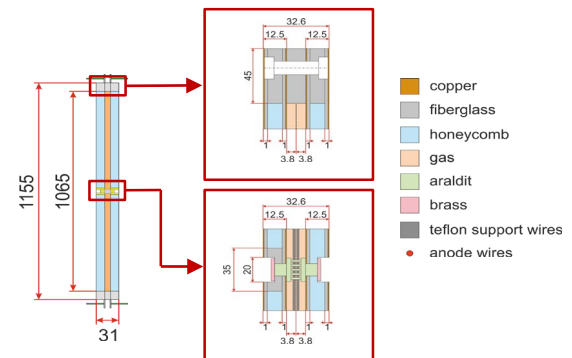 32.6
12.5 12.5
45
1 1 1 1
3.8 3.8
1155
1065
31
32.6
12.5 12.5
35
20
1 1 1 1
3.8 3.8
copper
fiberglass
honeycomb
gas
araldit
brass
teflon support wires
anode wires